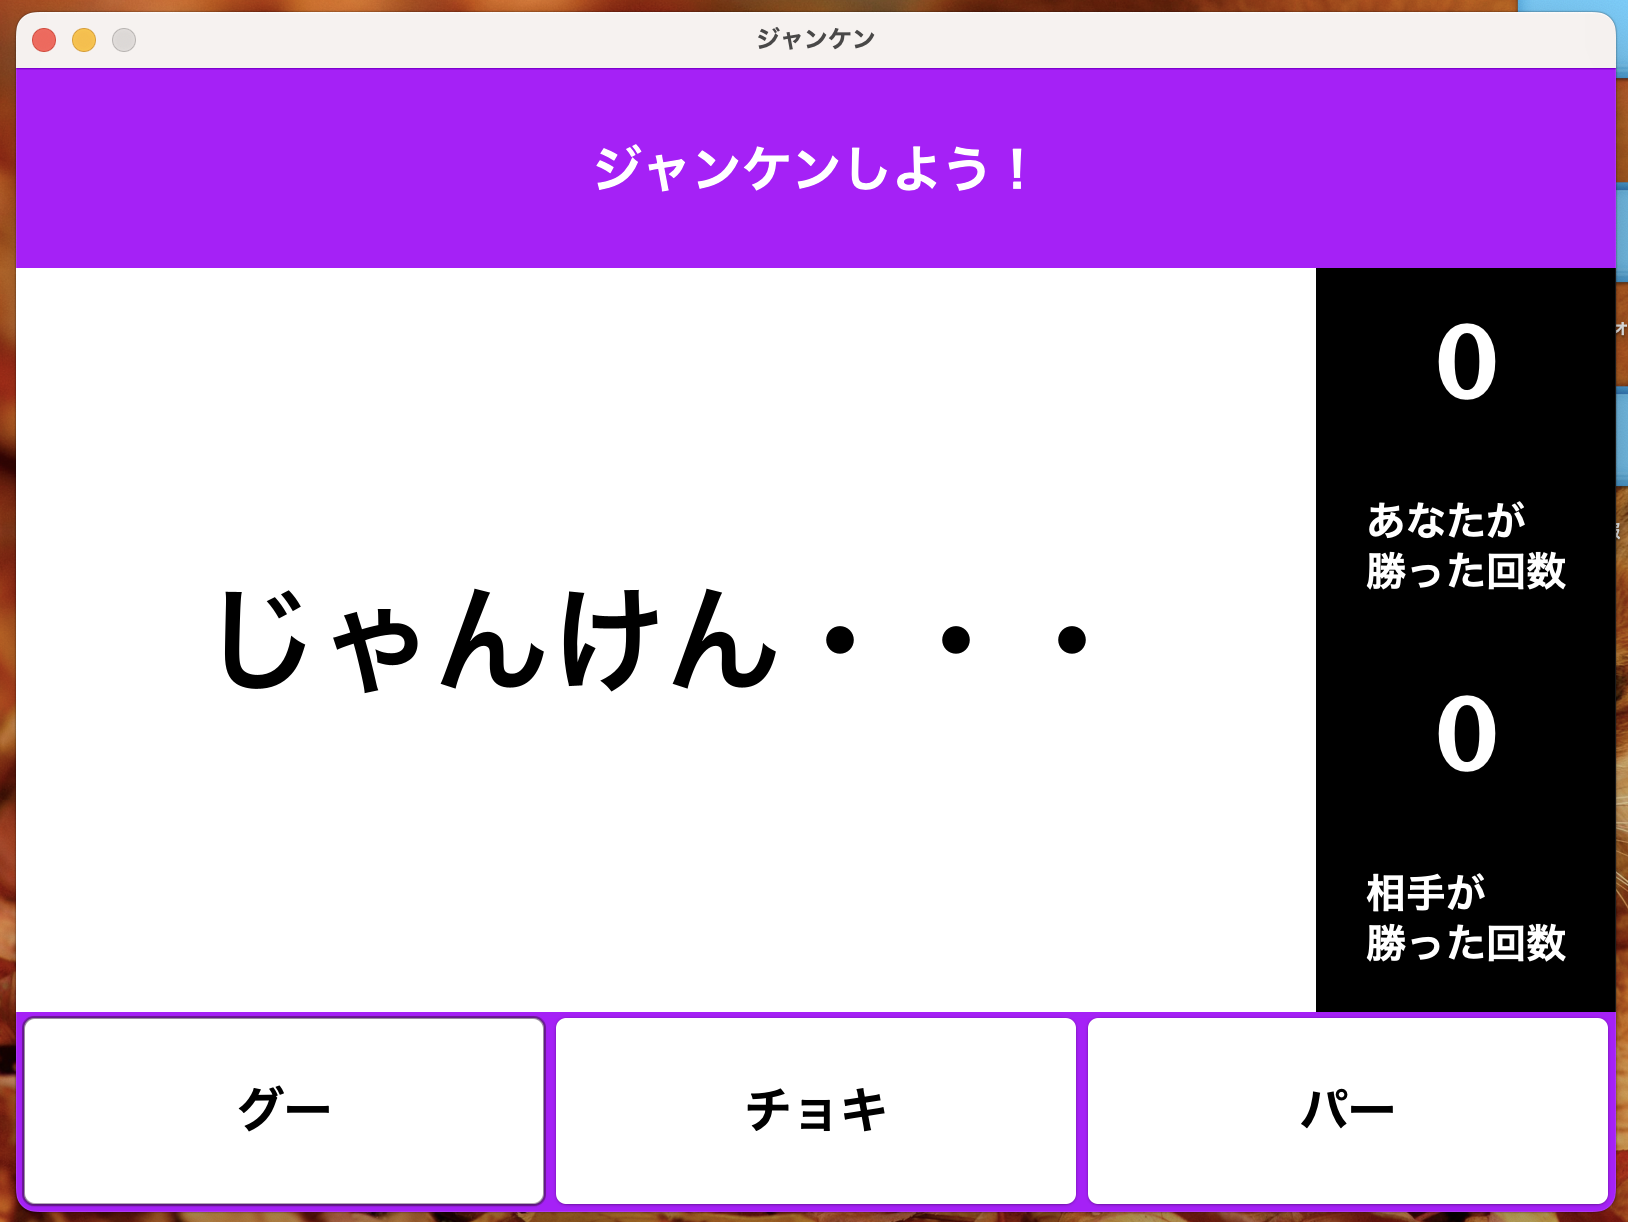 ジャンケン
ジャンケンしよう！
じゃんけん・・・
0
あなたが
勝った回数
0
相手が
勝った回数
グー
チョキ
パー